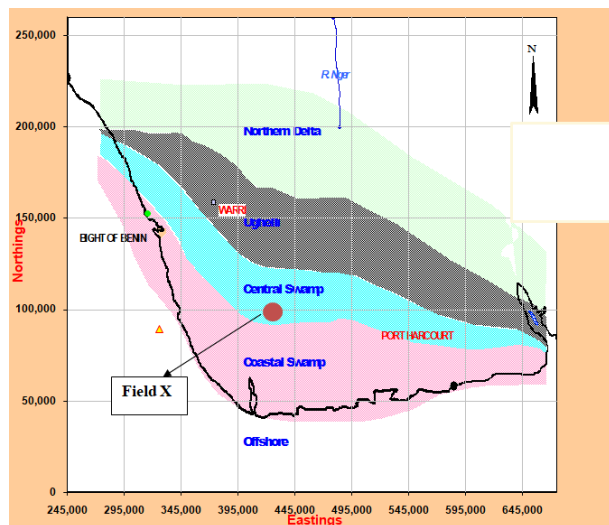 250,000
200,000
150,000
100,000
50,000
0
Northings
245,000 295,000 345,000 395,000 445,000 495,000 545,000 595,000 645,000
Eastings
N
R. Niger
Northern Delta
WARRI
Ughelli
BIGHT OF BENIN
Central Swamp
PORT HARCOURT
Coastal Swamp
Field X
Offshore